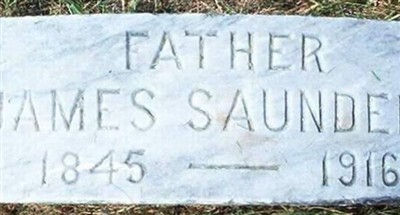 FATHER
JAMES SAUNDE
1845 — 1916